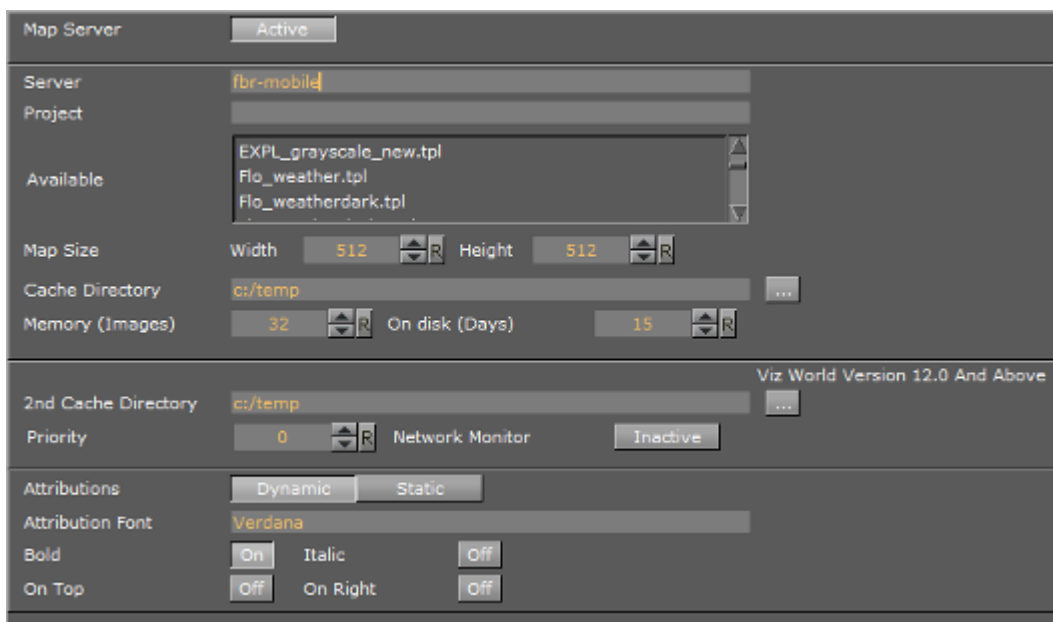 Map Server Active
Server fbr-mobile
Project
EXPL_grayscale_new.tpl
Available Flo_weather.tpl
Flo_weatherdark.tpl
Map Size Width 512 R Height 512 R
Cache Directory c:/temp ...
Memory (Images) 32 R On disk (Days) 15 R
Viz World Version 12.0 And Above
2nd Cache Directory c:/temp ...
Priority 0 R Network Monitor Inactive
Attributions Dynamic Static
Attribution Font Verdana
Bold On Italic Off
On Top Off On Right Off